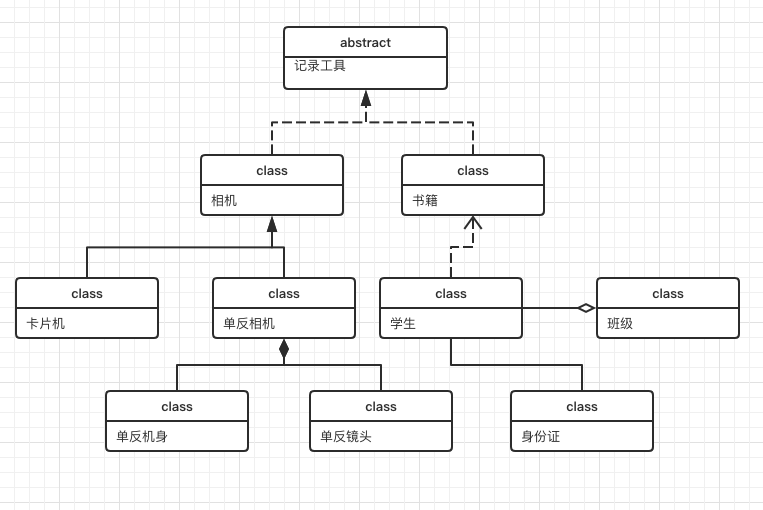 abstract
记录工具
class
相机
class
书籍
class
卡片机
class
单反相机
class
学生
class
班级
class
单反机身
class
单反镜头
class
身份证